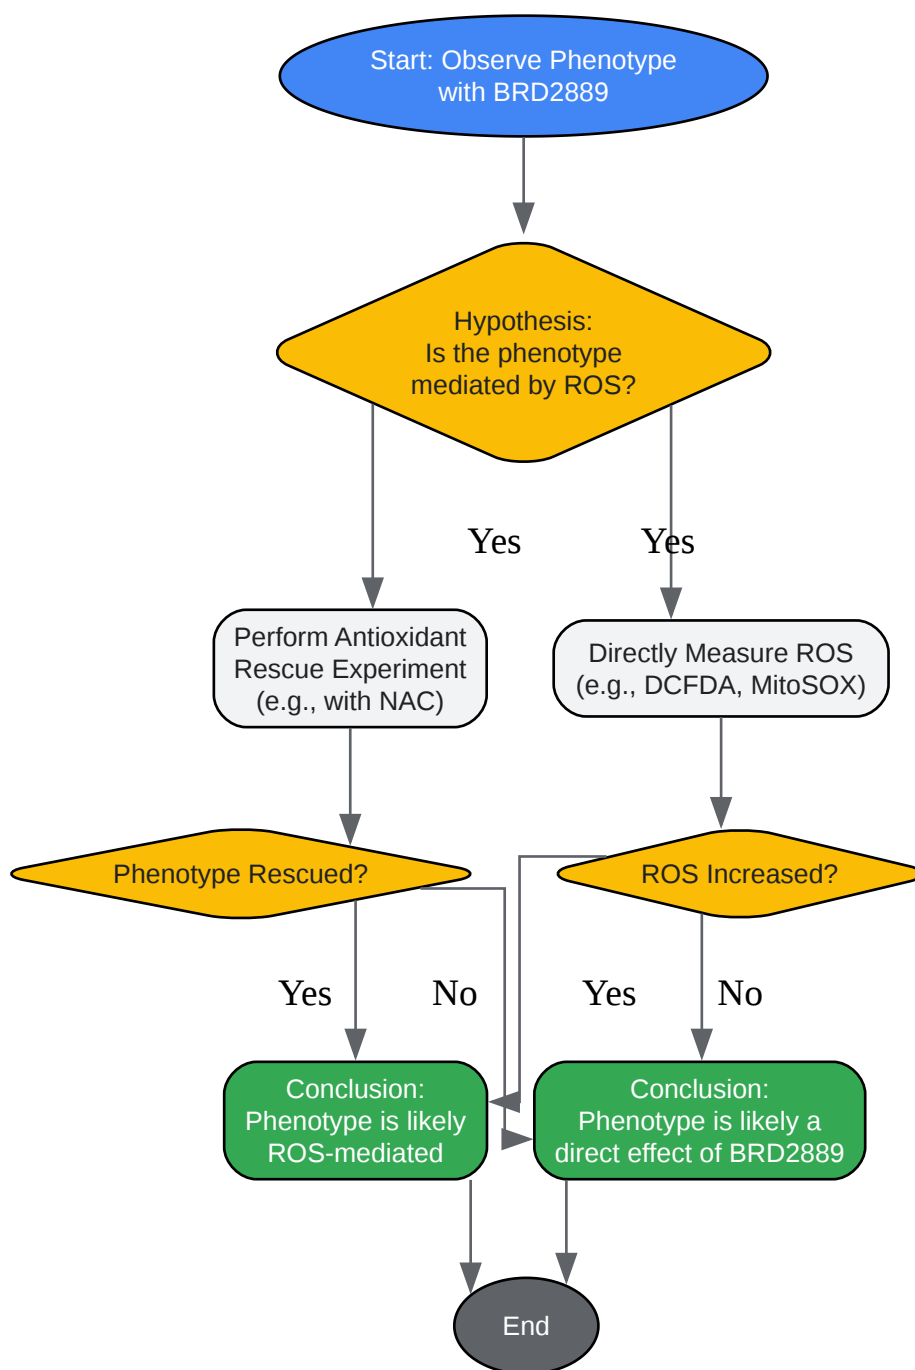 Start: Observe Phenotype
with BRD2889
Hypothesis:
Is the phenotype
mediated by ROS?
Yes
Yes
Perform Antioxidant
Rescue Experiment
(e.g., with NAC)
Directly Measure ROS
(e.g., DCFDA, MitoSOX)
Phenotype Rescued?
ROS Increased?
Yes
No
Yes
No
Conclusion:
Phenotype is likely
ROS-mediated
Conclusion:
Phenotype is likely a
direct effect of BRD2889
End